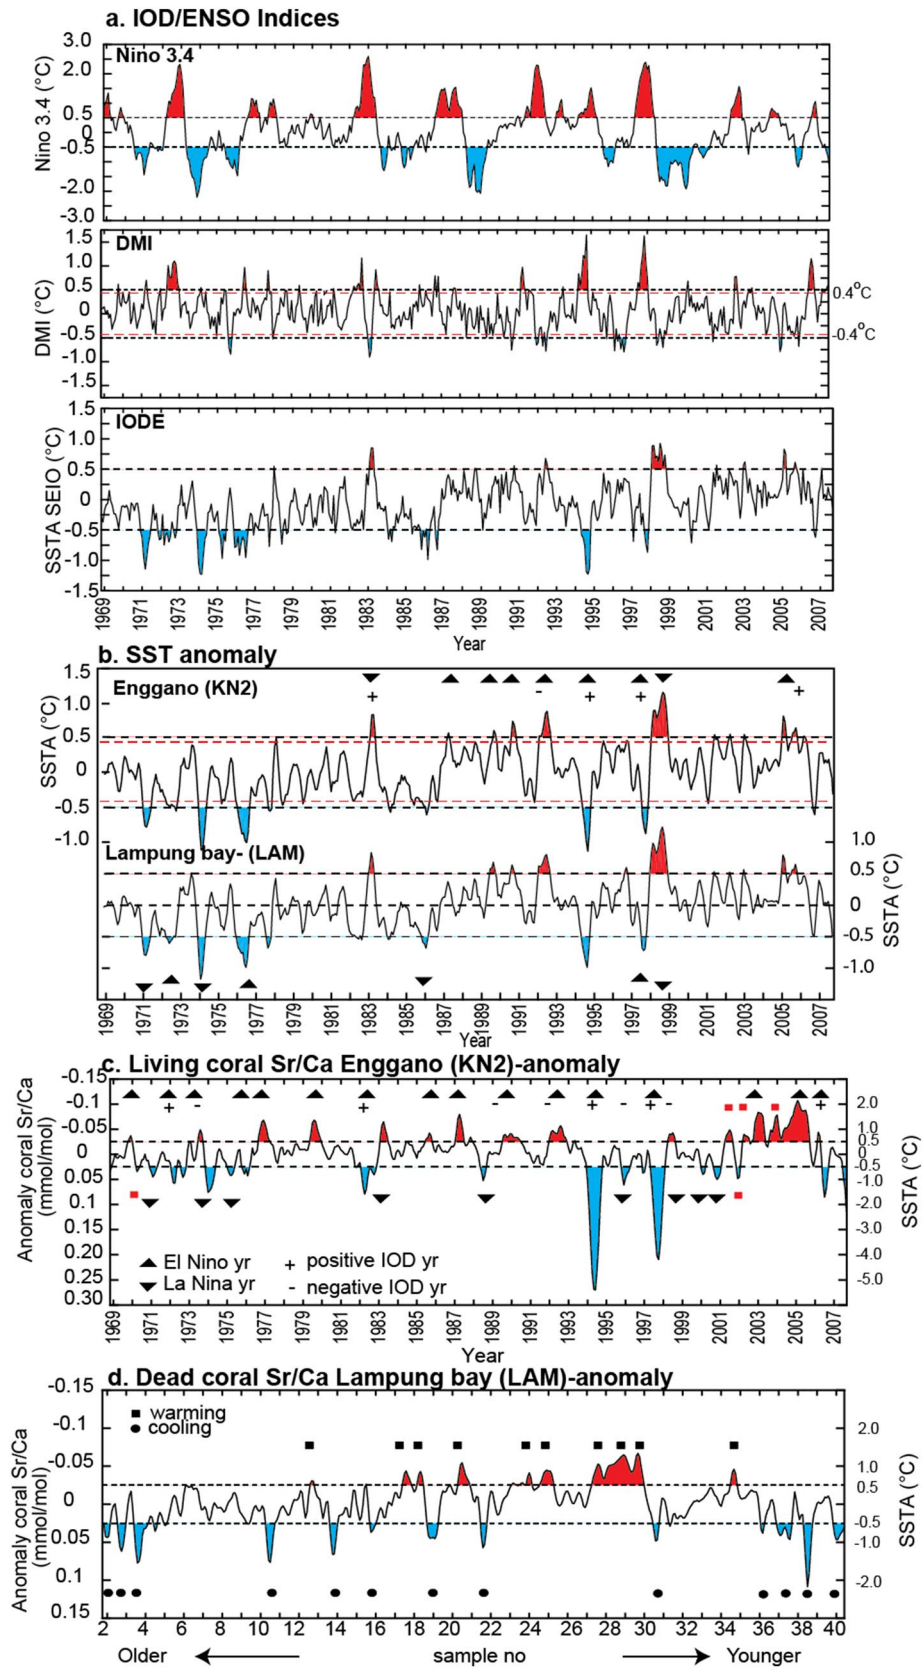 a. IOD/ENSO Indices
Nino 3.4
Nino 3.4 (°C)
3.0
2.0
0.5
0
-0.5
-2.0
-3.0
DMI
DMI (°C)
1.5
1.0
0.5
0
-0.5
-1.0
-1.5
0.4°C
-0.4°C
IODE
SSTA SEIO (°C)
1.5
1.0
0.5
0
-0.5
-1.0
-1.5
1969 1971 1973 1975 1977 1979 1981 1983 1985 1987 1989 1991 1993 1995 1997 1999 2001 2003 2005 2007
Year
b. SST anomaly
Enggano (KN2)
SSTA (°C)
1.5
1.0
0.5
0
-0.5
-1.0
+ - + + +
Lampung bay- (LAM)
1.0
0.5
0
-0.5
-1.0
SSTA (°C)
1969 1971 1973 1975 1977 1979 1981 1983 1985 1987 1989 1991 1993 1995 1997 1999 2001 2003 2005 2007
Year
c. Living coral Sr/Ca Enggano (KN2)-anomaly
Anomaly coral Sr/Ca
(mmol/mol)
-0.15
-0.1
-0.05
0
0.05
0.1
0.15
0.20
0.25
0.30
+ - + - - + - + - +
2.0
1.0
0.5
-0.5
-1.0
-2.0
-3.0
-4.0
-5.0
SSTA (°C)
El Nino yr + positive IOD yr
La Nina yr - negative IOD yr
1969 1971 1973 1975 1977 1979 1981 1983 1985 1987 1989 1991 1993 1995 1997 1999 2001 2003 2005 2007
Year
d. Dead coral Sr/Ca Lampung bay (LAM)-anomaly
Anomaly coral Sr/Ca
(mmol/mol)
-0.15
-0.1
-0.05
0
0.05
0.1
0.15
warming
cooling
2.0
1.0
0.5
-0.5
-1.0
-2.0
SSTA (°C)
2 4 6 8 10 12 14 16 18 20 22 24 26 28 30 32 34 36 38 40
Older sample no Younger